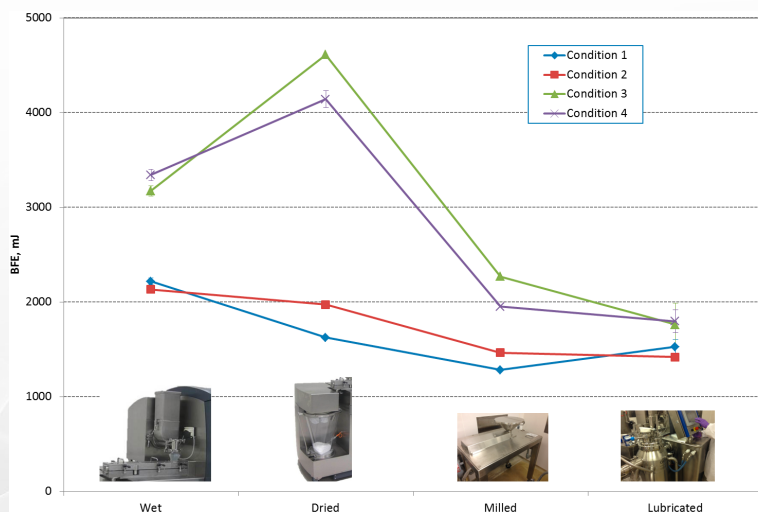 5000
4000
3000
2000
1000
0
BFE, mJ
Condition 1
Condition 2
Condition 3
Condition 4
Wet Dried Milled Lubricated